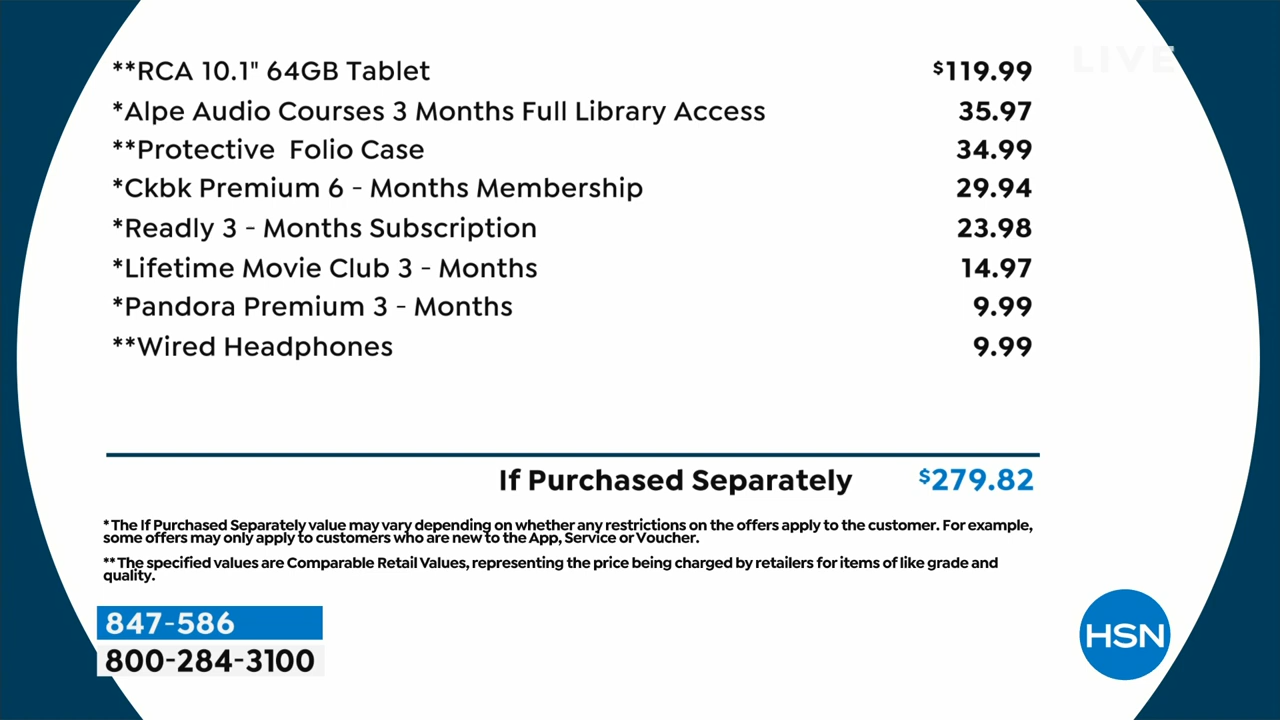 LIVE
**RCA 10.1" 64GB Tablet $119.99
*Alpe Audio Courses 3 Months Full Library Access 35.97
**Protective Folio Case 34.99
*Ckbk Premium 6 - Months Membership 29.94
*Readly 3 - Months Subscription 23.98
*Lifetime Movie Club 3 - Months 14.97
*Pandora Premium 3 - Months 9.99
**Wired Headphones 9.99
If Purchased Separately $279.82
* The If Purchased Separately value may vary depending on whether any restrictions on the offers apply to the customer. For example,
some offers may only apply to customers who are new to the App, Service or Voucher.
** The specified values are Comparable Retail Values, representing the price being charged by retailers for items of like grade and
quality.
847-586
800-284-3100
HSN